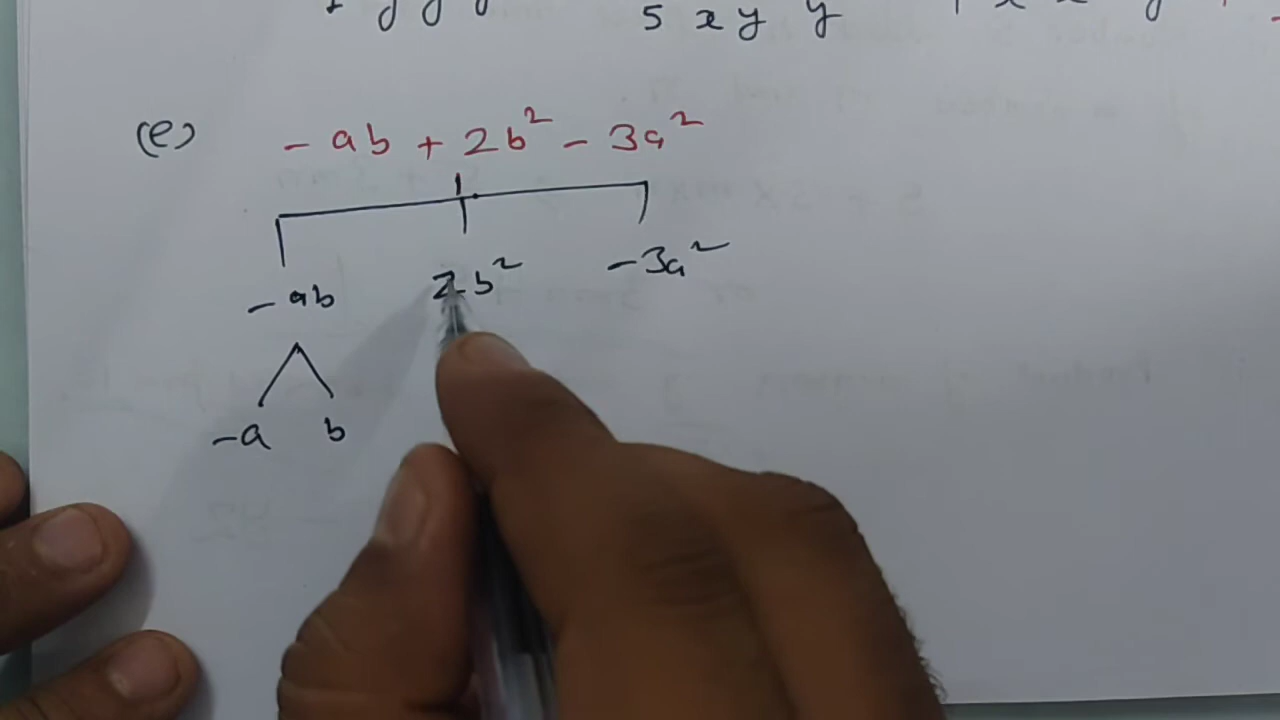 5 x y y
(e) - ab + 2b² - 3a²
- ab 2b² - 3a²
- a b